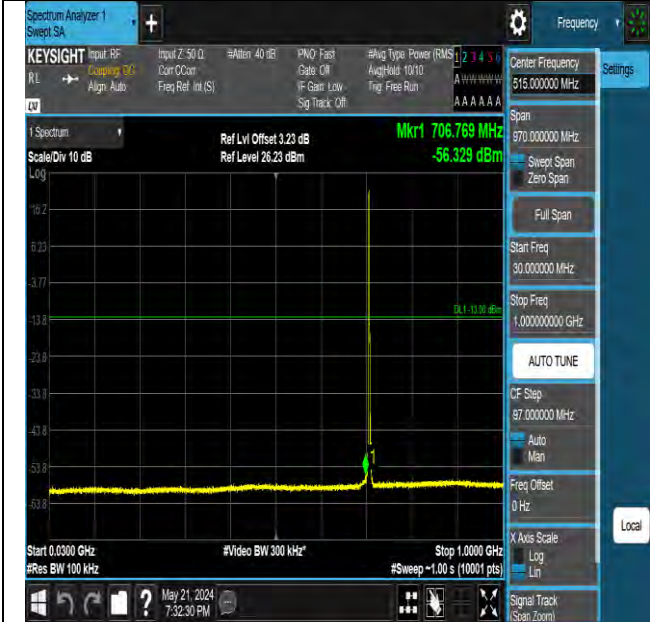 Spectrum Analyzer 1
Swept SA
Frequency
KEYSIGHT
RL
LXI
Input: RF
Coupling: DC
Align: Auto
Input Z: 50 Ω
Corr CCorr
Freq Ref: Int (S)
#Atten: 40 dB
PNO: Fast
Gate: Off
IF Gain: Low
Sig Track: Off
#Avg Type: Power (RMS)
Avg|Hold: 10/10
Trig: Free Run
1 2 3 4 5 6
A W W W W W
A A A A A A
Center Frequency
515.000000 MHz
Settings
Span
970.000000 MHz
Swept Span
Zero Span
Full Span
Start Freq
30.000000 MHz
Stop Freq
1.000000000 GHz
AUTO TUNE
CF Step
97.000000 MHz
Auto
Man
Freq Offset
0 Hz
X Axis Scale
Log
Lin
Local
Signal Track
(Span Zoom)
1 Spectrum
Scale/Div 10 dB
Log
Ref Lvl Offset 3.23 dB
Ref Level 26.23 dBm
Mkr1 706.769 MHz
-56.329 dBm
16.2
6.23
-3.77
DL1 -13.00 dBm
-13.8
-23.8
-33.8
-43.8
1
-53.8
-63.8
Start 0.0300 GHz
#Res BW 100 kHz
#Video BW 300 kHz*
Stop 1.0000 GHz
#Sweep ~1.00 s (10001 pts)
?
May 21, 2024
7:32:30 PM